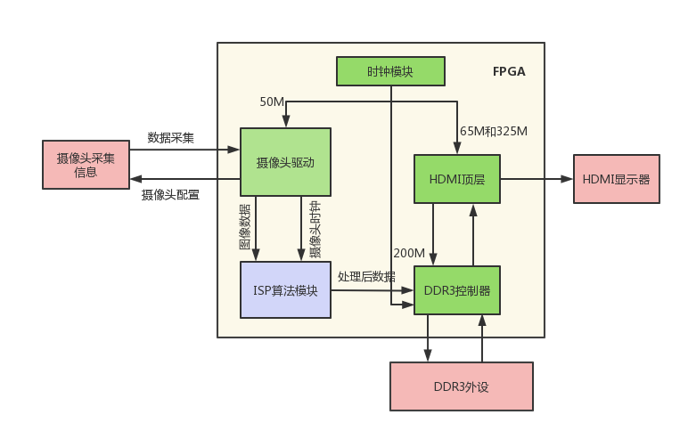 时钟模块
FPGA
50M
65M和325M
数据采集
摄像头采集
信息
摄像头驱动
HDMI顶层
HDMI显示器
摄像头配置
图像数据
摄像头时钟
200M
处理后数据
ISP算法模块
DDR3控制器
DDR3外设